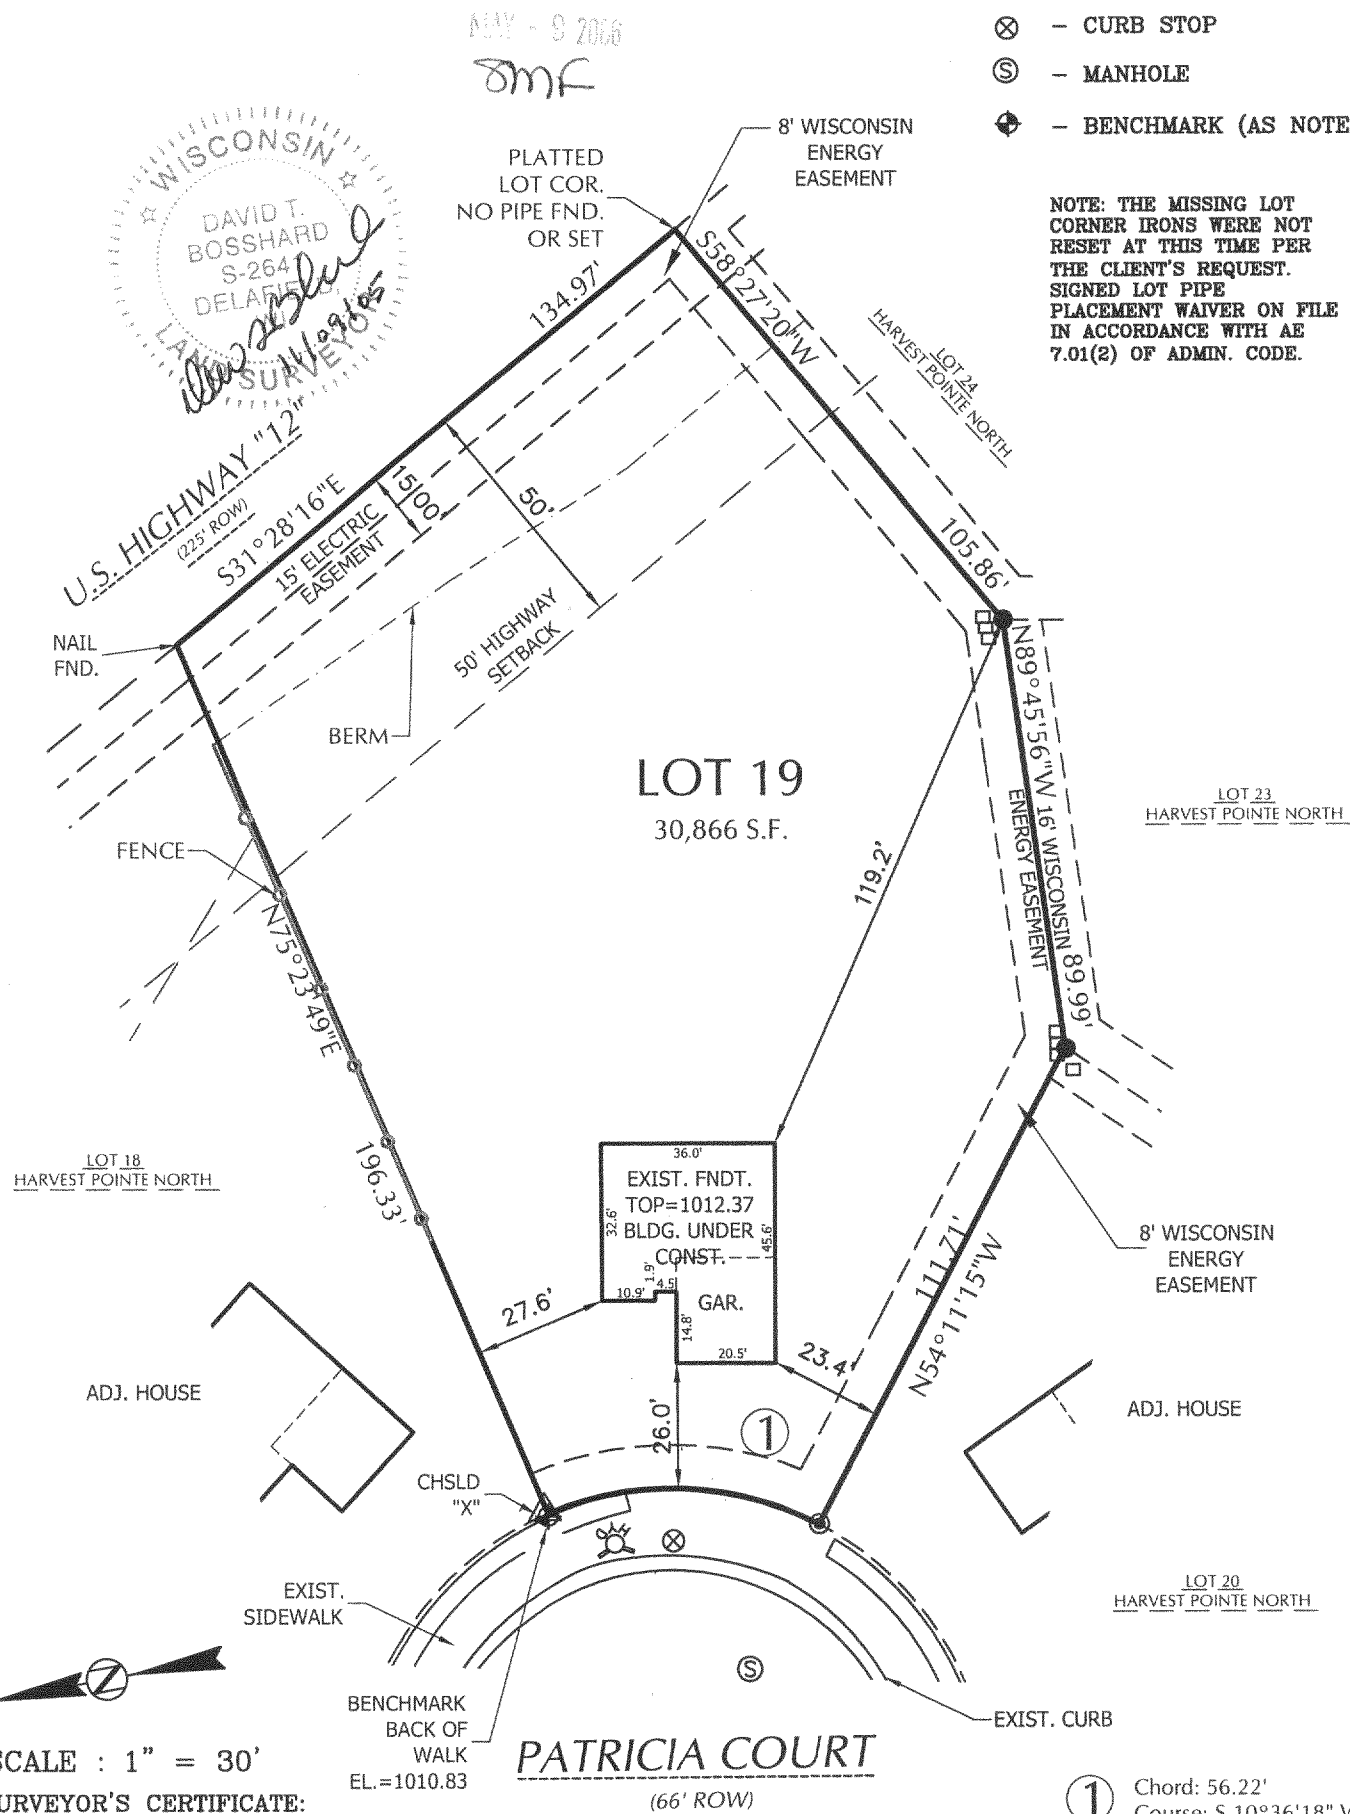 MAY - 9 2006
SMF
⊗ - CURB STOP
Ⓢ - MANHOLE
- BENCHMARK (AS NOTE
NOTE: THE MISSING LOT
CORNER IRONS WERE NOT
RESET AT THIS TIME PER
THE CLIENT'S REQUEST.
SIGNED LOT PIPE
PLACEMENT WAIVER ON FILE
IN ACCORDANCE WITH AE
7.01(2) OF ADMIN. CODE.
WISCONSIN
DAVID T.
BOSSHARD
S-264
DELAFIELD,
LAND SURVEYOR
8' WISCONSIN
ENERGY
EASEMENT
PLATTED
LOT COR.
NO PIPE FND.
OR SET
134.97'
S58°27'20"W
105.86'
LOT 24
HARVEST POINTE NORTH
U.S. HIGHWAY "12"
(225' ROW)
S31°28'16"E
15' ELECTRIC
EASEMENT
15.00
50'
50' HIGHWAY
SETBACK
NAIL
FND.
BERM
LOT 19
30,866 S.F.
119.2'
N89°45'56"W
89.99'
16' WISCONSIN
ENERGY EASEMENT
LOT 23
HARVEST POINTE NORTH
FENCE
N75°23'49"E
196.33'
LOT 18
HARVEST POINTE NORTH
36.0'
EXIST. FNDT.
TOP=1012.37
BLDG. UNDER
CONST.
32.6'
45.6'
1.9'
4.5'
10.9'
GAR.
14.8'
20.5'
27.6'
23.4'
26.0'
1
111.71'
N54°11'15"W
8' WISCONSIN
ENERGY
EASEMENT
ADJ. HOUSE
ADJ. HOUSE
CHSLD
"X"
EXIST.
SIDEWALK
LOT 20
HARVEST POINTE NORTH
N
S
BENCHMARK
BACK OF
WALK
EL.=1010.83
EXIST. CURB
PATRICIA COURT
(66' ROW)
SCALE : 1" = 30'
SURVEYOR'S CERTIFICATE:
1 Chord: 56.22'
Course: S 10°36'18" W